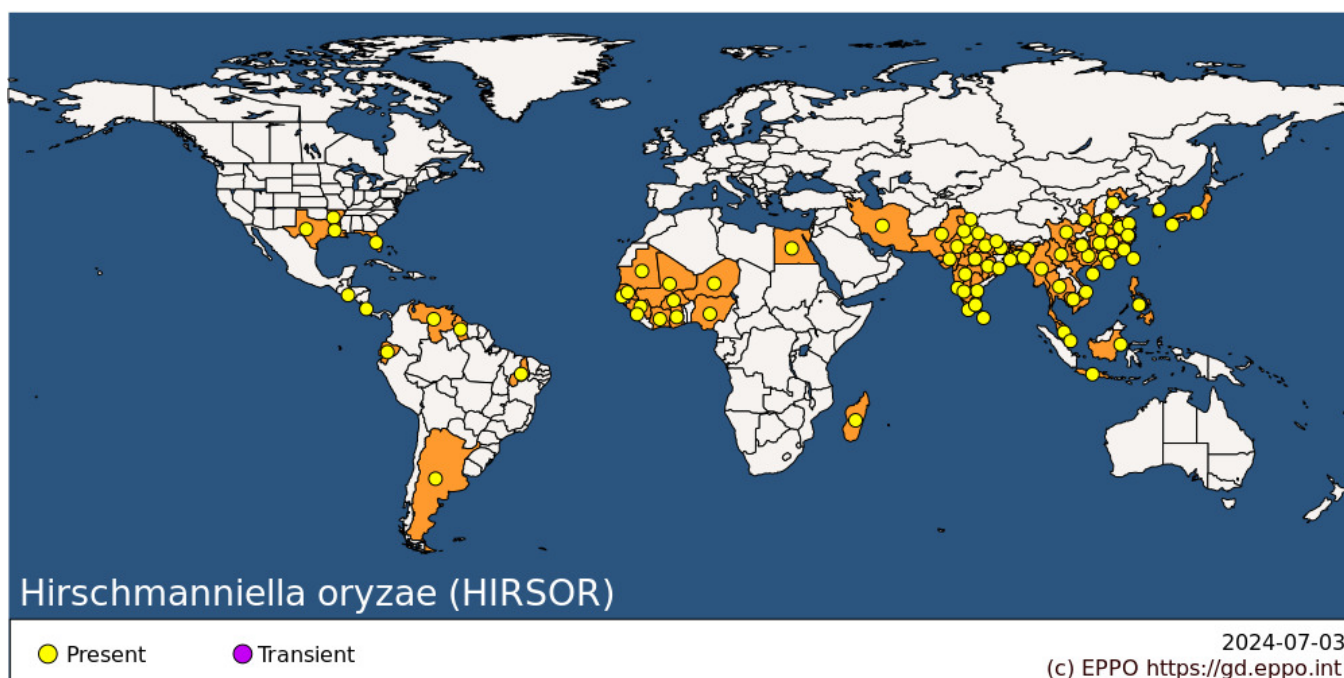 Hirschmanniella oryzae (HIRSOR)
Present
Transient
2024-07-03
(c) EPPO https://gd.eppo.int